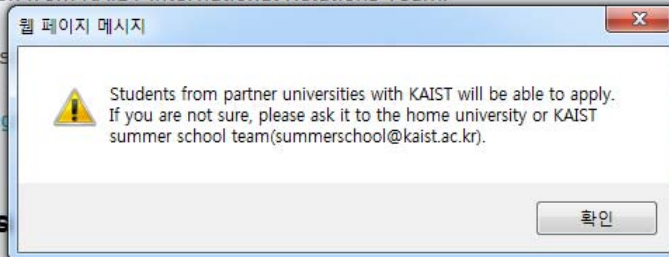 웹 페이지 메시지
Students from partner universities with KAIST will be able to apply.
If you are not sure, please ask it to the home university or KAIST
summer school team(summerschool@kaist.ac.kr).
확인